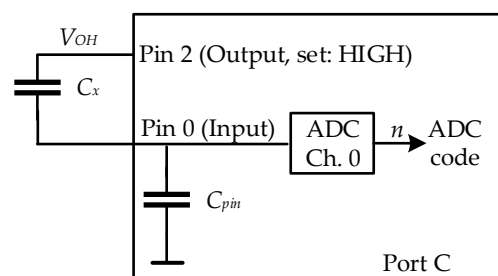 V_OH
Pin 2 (Output, set: HIGH)
C_x
Pin 0 (Input)
ADC
Ch. 0
n
ADC
code
C_pin
Port C